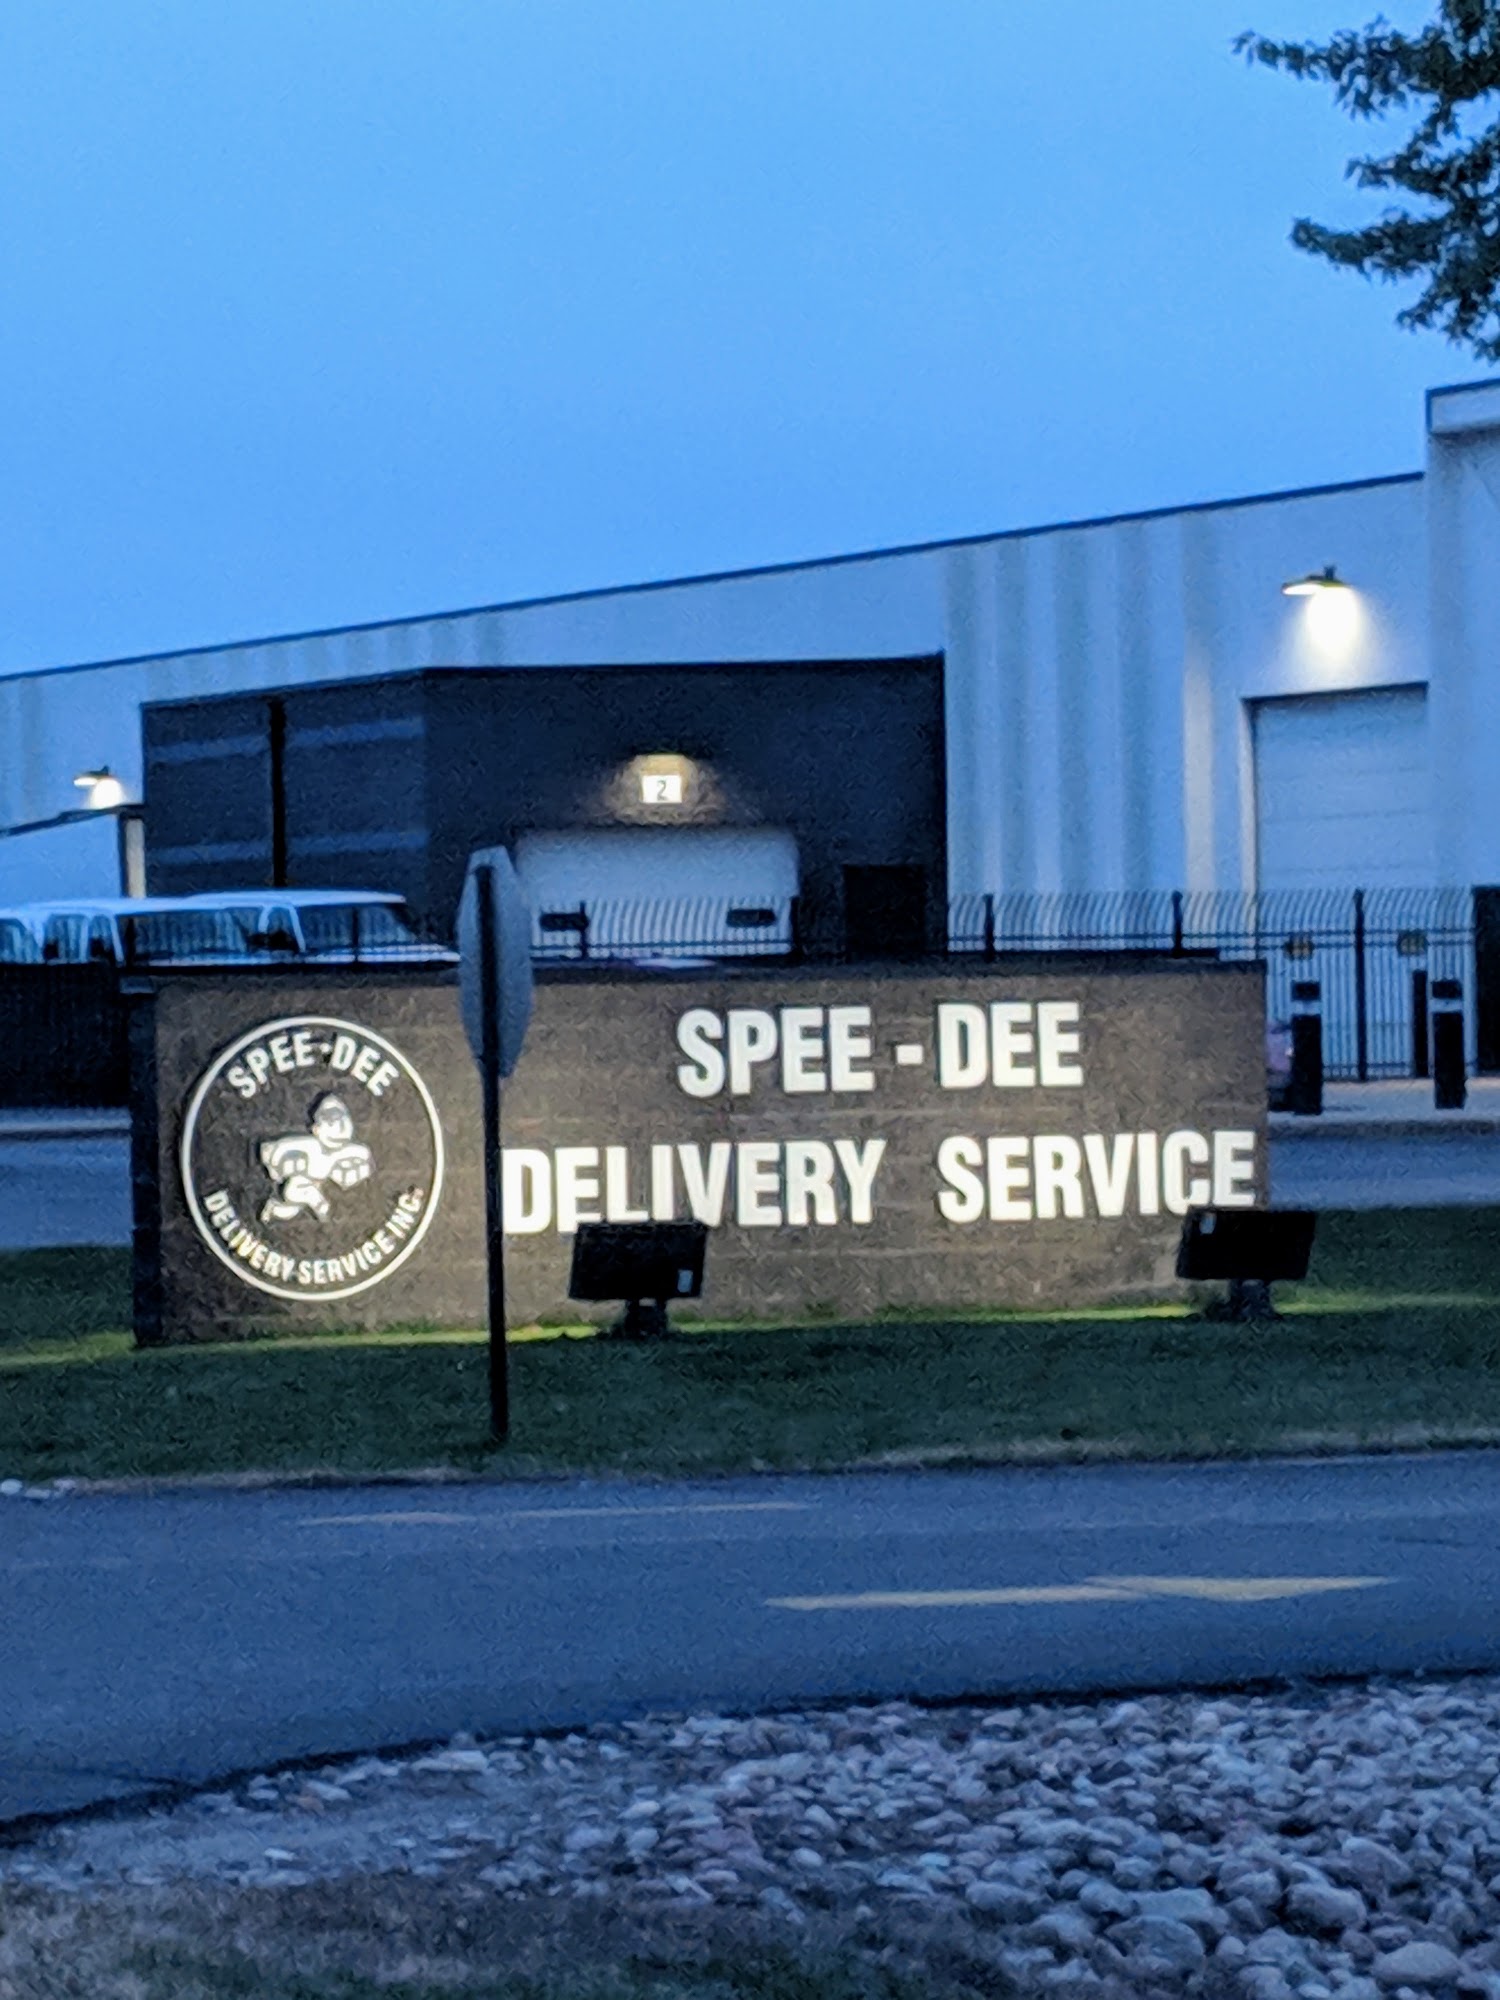 2
SPEE-DEE
DELIVERY SERVICE INC.
SPEE-DEE
DELIVERY SERVICE